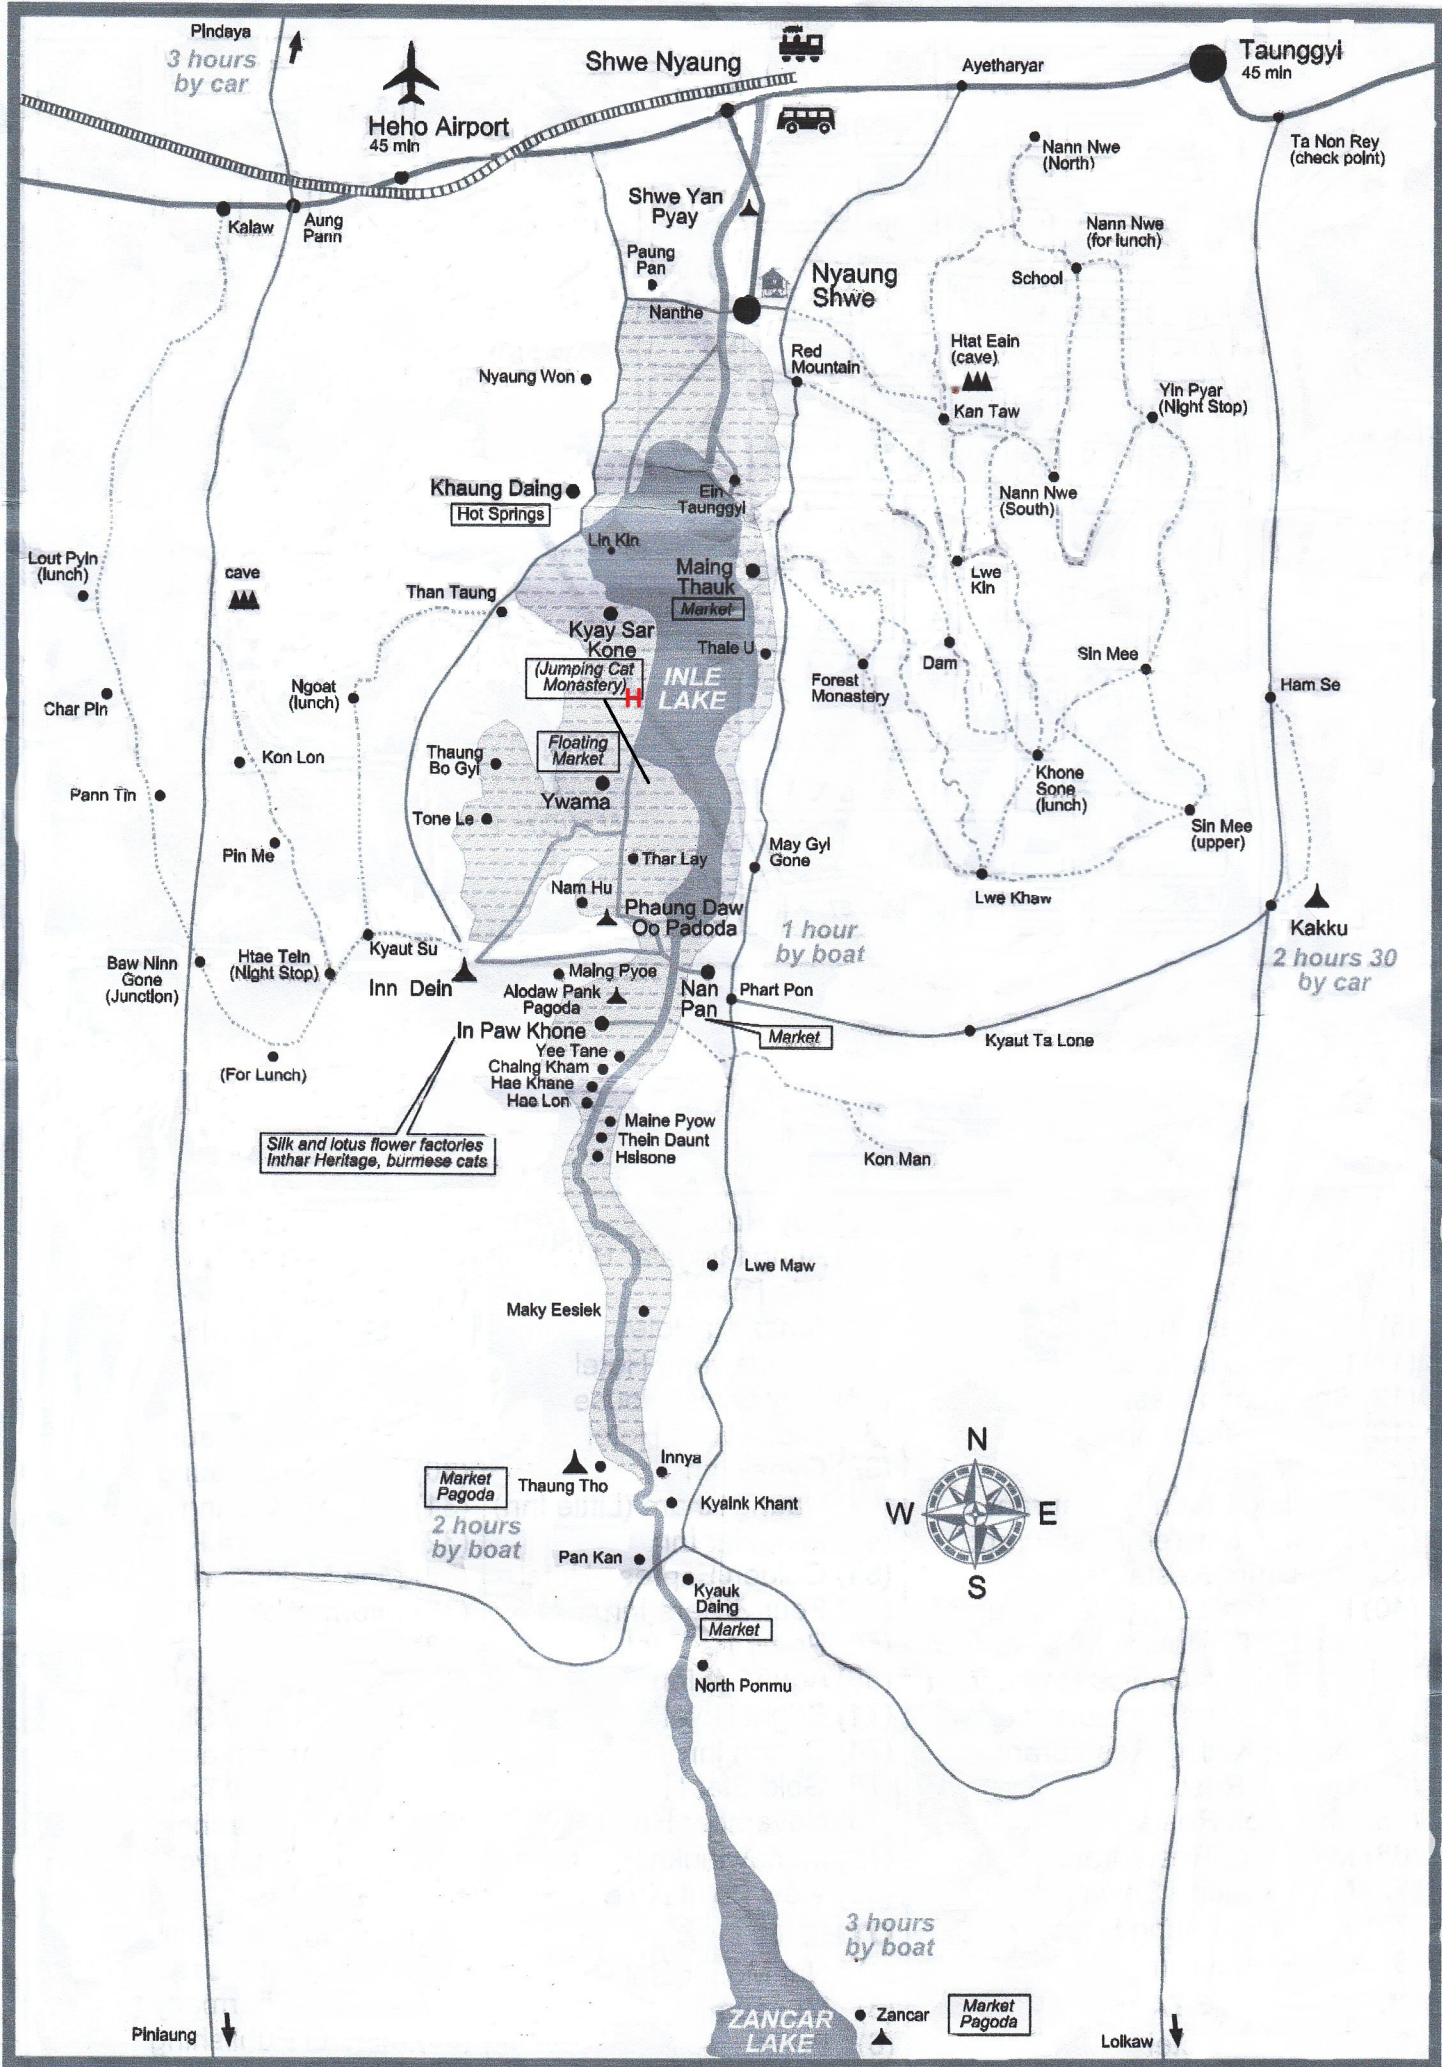 Pindaya
3 hours
by car
Heho Airport
45 min
Shwe Nyaung
Ayetharyar
Taunggyi
45 min
Ta Non Rey
(check point)
Nann Nwe
(North)
Kalaw
Aung
Pann
Shwe Yan
Pyay
Paung
Pan
Nanthe
Nyaung
Shwe
Nann Nwe
(for lunch)
School
Red
Mountain
Htat Eain
(cave)
Kan Taw
Yin Pyar
(Night Stop)
Nyaung Won
Khaung Daing
Hot Springs
Ein
Taunggyi
Nann Nwe
(South)
Lin Kin
Maing
Thauk
Market
Lwe
Kin
Lout Pyin
(lunch)
cave
Than Taung
Kyay Sar
Kone
(Jumping Cat
Monastery)
H
INLE
LAKE
Thale U
Forest
Monastery
Dam
Sin Mee
Ham Se
Char Pin
Ngoat
(lunch)
Kon Lon
Thaung
Bo Gyi
Floating
Market
Ywama
Pann Tin
Tone Le
Khone
Sone
(lunch)
Sin Mee
(upper)
Pin Me
Thar Lay
May Gyi
Gone
Nam Hu
Lwe Khaw
Phaung Daw
Oo Padoda
1 hour
by boat
Kakku
2 hours 30
by car
Kyaut Su
Htae Tein
(Night Stop)
Baw Ninn
Gone
(Junction)
Inn Dein
Maing Pyoe
Alodaw Pank
Pagoda
Nan
Pan
Phart Pon
Market
Kyaut Ta Lone
In Paw Khone
(For Lunch)
Yee Tane
Chaing Kham
Hae Khane
Hae Lon
Maine Pyow
Thein Daunt
Hsisone
Silk and lotus flower factories
Inthar Heritage, burmese cats
Kon Man
Lwe Maw
Maky Eesiek
Innya
Market
Pagoda
Thaung Tho
2 hours
by boat
Kyaink Khant
N
W
E
S
Pan Kan
Kyauk
Daing
Market
North Ponmu
3 hours
by boat
ZANCAR
LAKE
Zancar
Market
Pagoda
Pinlaung
Loikaw